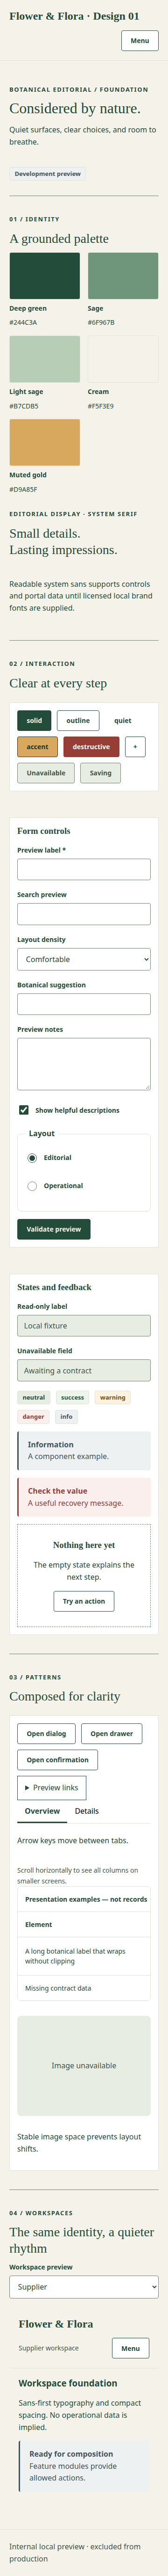 Flower & Flora · Design 01
Menu
BOTANICAL EDITORIAL / FOUNDATION
Considered by nature.
Quiet surfaces, clear choices, and room to
breathe.
Development preview
01 / IDENTITY
A grounded palette
Deep green
#244C3A
Sage
#6F967B
Light sage
#B7CDB5
Cream
#F5F3E9
Muted gold
#D9A85F
EDITORIAL DISPLAY · SYSTEM SERIF
Small details.
Lasting impressions.
Readable system sans supports controls
and portal data until licensed local brand
fonts are supplied.
02 / INTERACTION
Clear at every step
solid
outline
quiet
accent
destructive
+
Unavailable
Saving
Form controls
Preview label *
Search preview
Layout density
Comfortable
Botanical suggestion
Preview notes
Show helpful descriptions
Layout
Editorial
Operational
Validate preview
States and feedback
Read-only label
Local fixture
Unavailable field
Awaiting a contract
neutral
success
warning
danger
info
Information
A component example.
Check the value
A useful recovery message.
Nothing here yet
The empty state explains the
next step.
Try an action
03 / PATTERNS
Composed for clarity
Open dialog
Open drawer
Open confirmation
Preview links
Overview
Details
Arrow keys move between tabs.
Scroll horizontally to see all columns on
smaller screens.
Presentation examples — not records
Element
A long botanical label that wraps
without clipping
Missing contract data
Image unavailable
Stable image space prevents layout
shifts.
04 / WORKSPACES
The same identity, a quieter
rhythm
Workspace preview
Supplier
Flower & Flora
Supplier workspace
Menu
Workspace foundation
Sans-first typography and compact
spacing. No operational data is
implied.
Ready for composition
Feature modules provide
allowed actions.
Internal local preview · excluded from
production